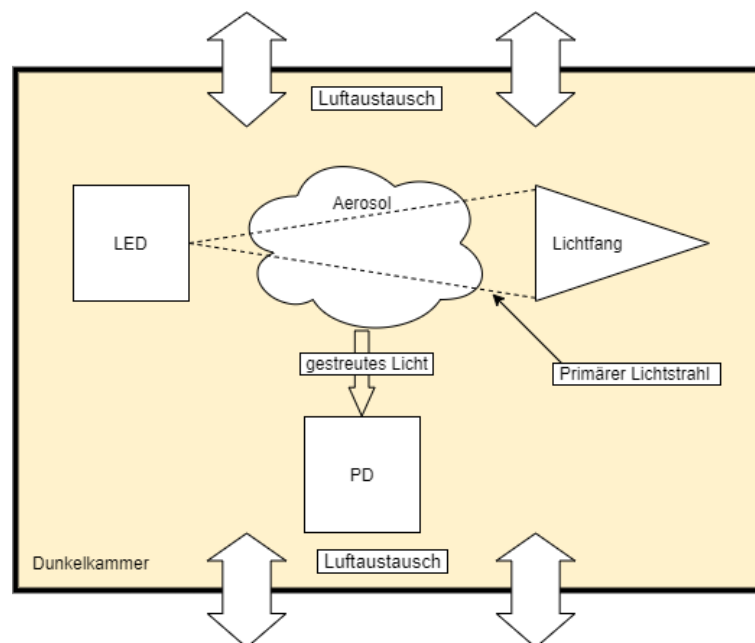 Luftaustausch
Aerosol
LED
Lichtfang
gestreutes Licht
Primärer Lichtstrahl
PD
Dunkelkammer
Luftaustausch